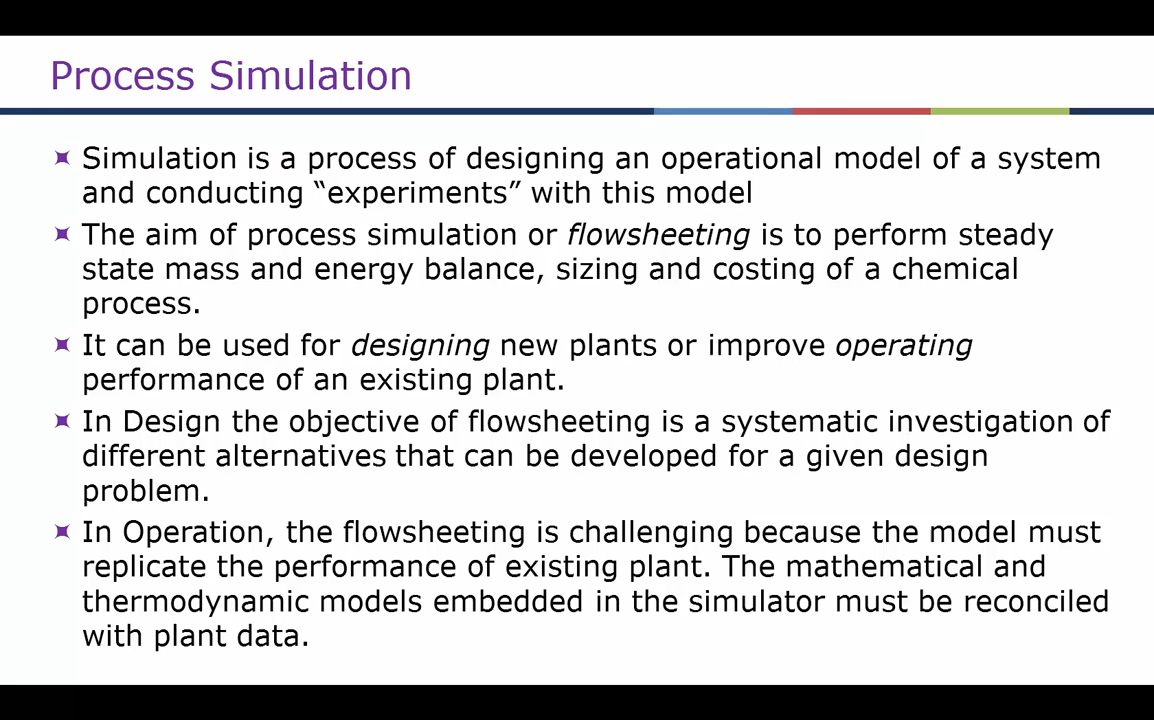 Process Simulation
Simulation is a process of designing an operational model of a system
and conducting “experiments” with this model
The aim of process simulation or flowsheeting is to perform steady
state mass and energy balance, sizing and costing of a chemical
process.
It can be used for designing new plants or improve operating
performance of an existing plant.
In Design the objective of flowsheeting is a systematic investigation of
different alternatives that can be developed for a given design
problem.
In Operation, the flowsheeting is challenging because the model must
replicate the performance of existing plant. The mathematical and
thermodynamic models embedded in the simulator must be reconciled
with plant data.